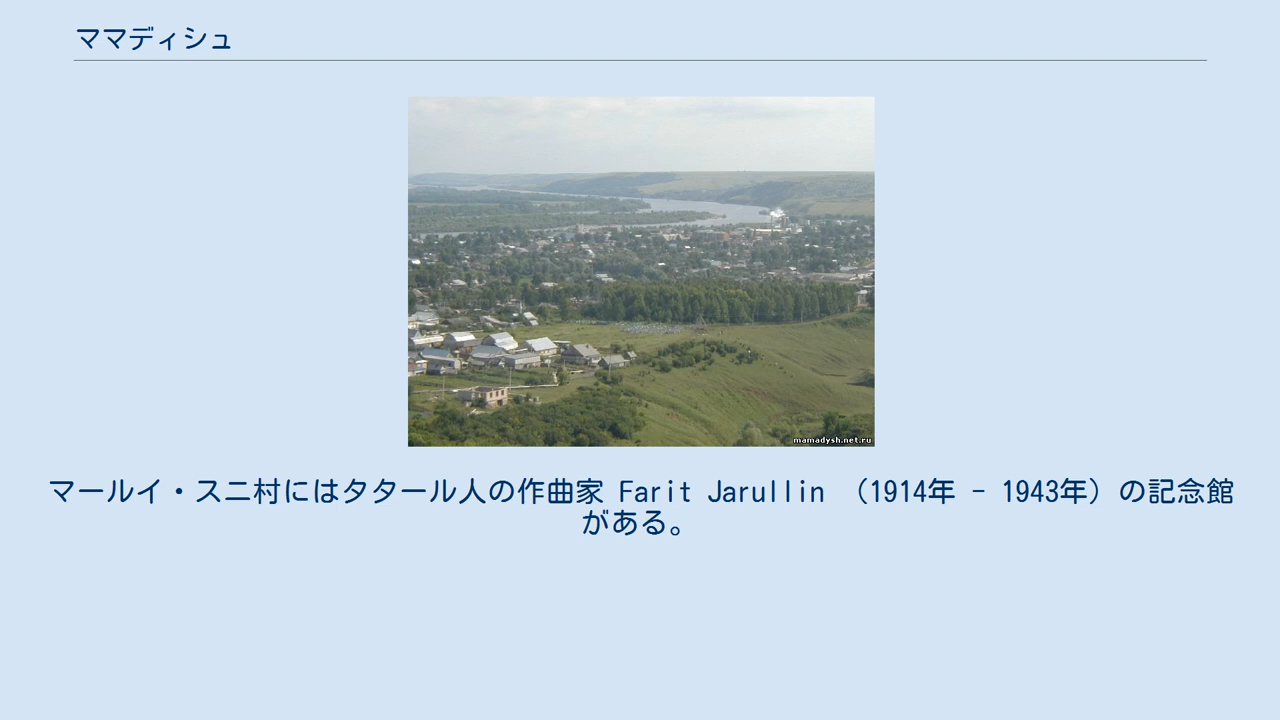 ママディシュ
mamadysh.net.ru
マールイ・スニ村にはタタール人の作曲家 Farit Jarullin （1914年 - 1943年）の記念館
がある。